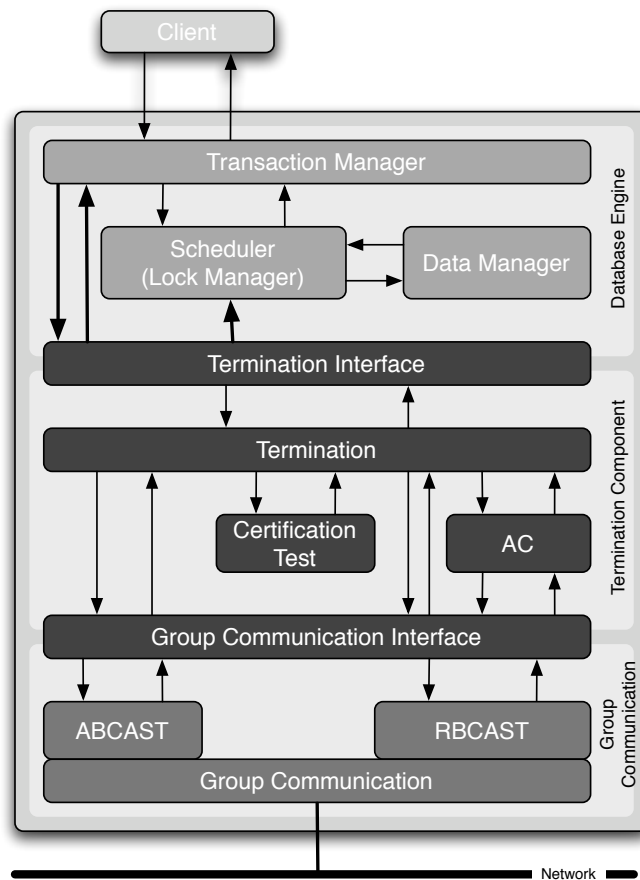 Client
Transaction Manager
Scheduler
(Lock Manager)
Data Manager
Database Engine
Termination Interface
Termination
Certification
Test
AC
Termination Component
Group Communication Interface
ABCAST
RBCAST
Group Communication
Group
Communication
Network